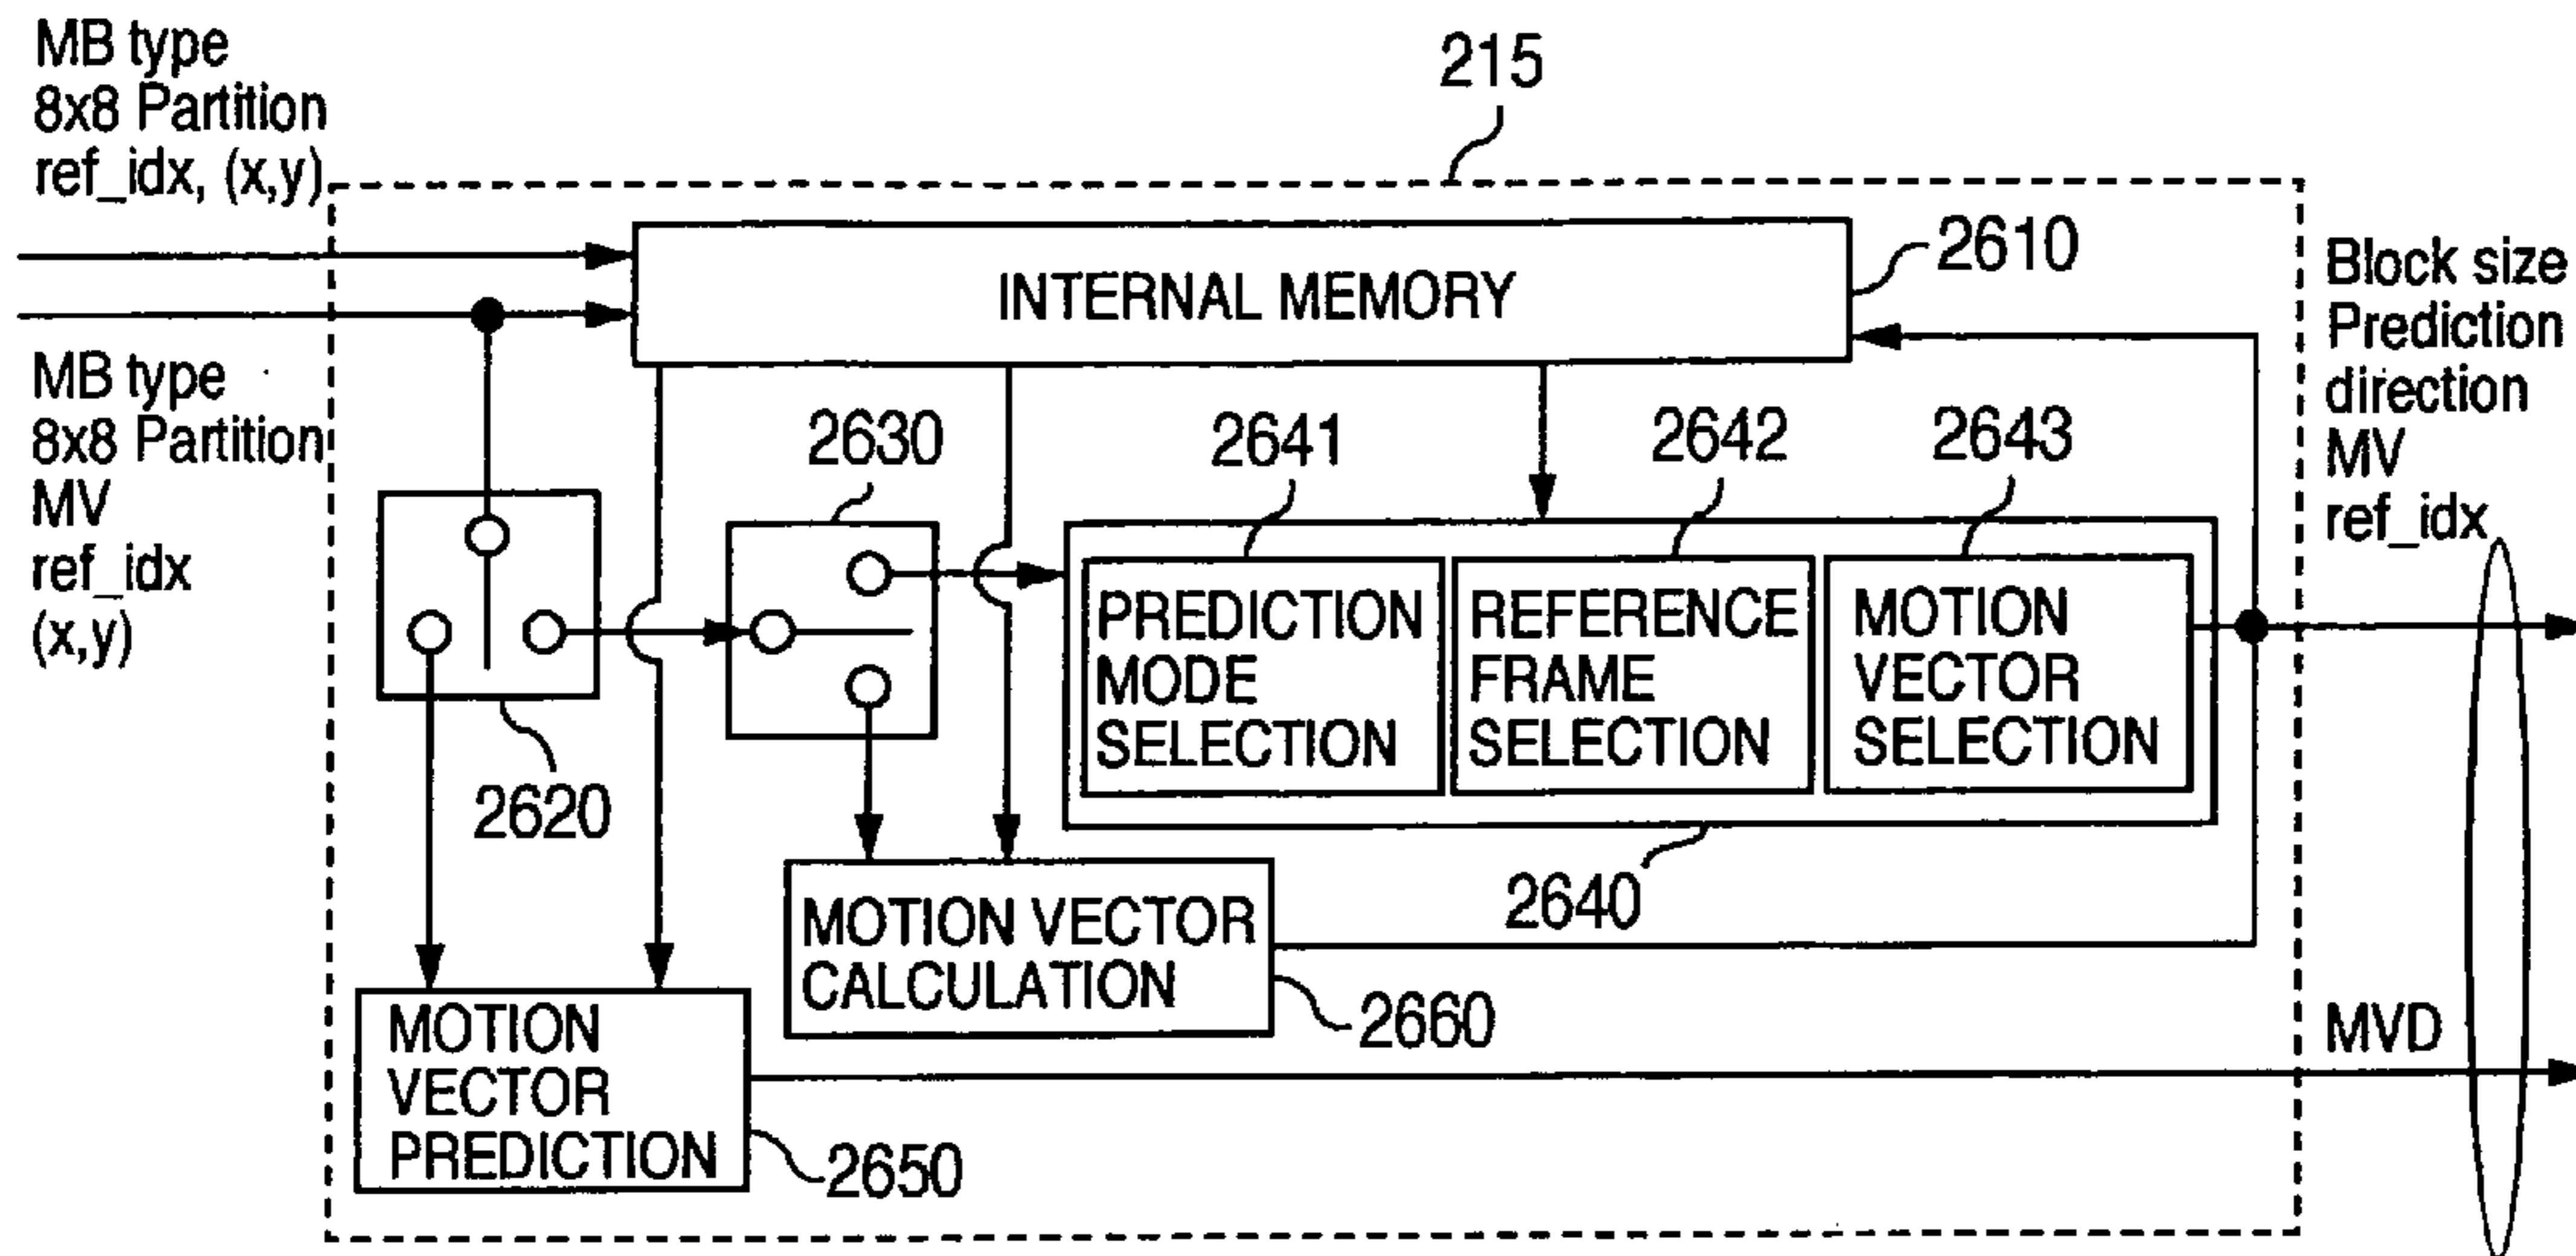 MB type
8x8 Partition
ref_idx, (x,y)
215
INTERNAL MEMORY
2610
Block size
Prediction
direction
MV
ref_idx
MB type
8x8 Partition
MV
ref_idx
(x,y)
2630
2641
2642
2643
PREDICTION
MODE
SELECTION
REFERENCE
FRAME
SELECTION
MOTION
VECTOR
SELECTION
2620
2640
MOTION VECTOR
CALCULATION
2660
MOTION
VECTOR
PREDICTION
2650
MVD